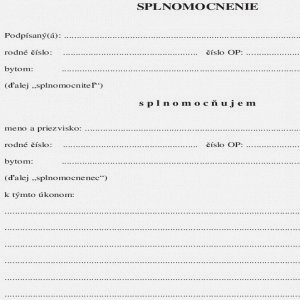 SPLNOMOCNENIE
Podpísaný(á): ........................................................................
rodné číslo: .......................................... číslo OP: .................
bytom: ........................................................................
(ďalej „splnomocniteľ")
splnomocňujem
meno a priezvisko: ........................................................................
rodné číslo: .......................................... číslo OP: .................
bytom: ........................................................................
(ďalej „splnomocnenec")
k týmto úkonom:
........................................................................
........................................................................
........................................................................
........................................................................
........................................................................
........................................................................